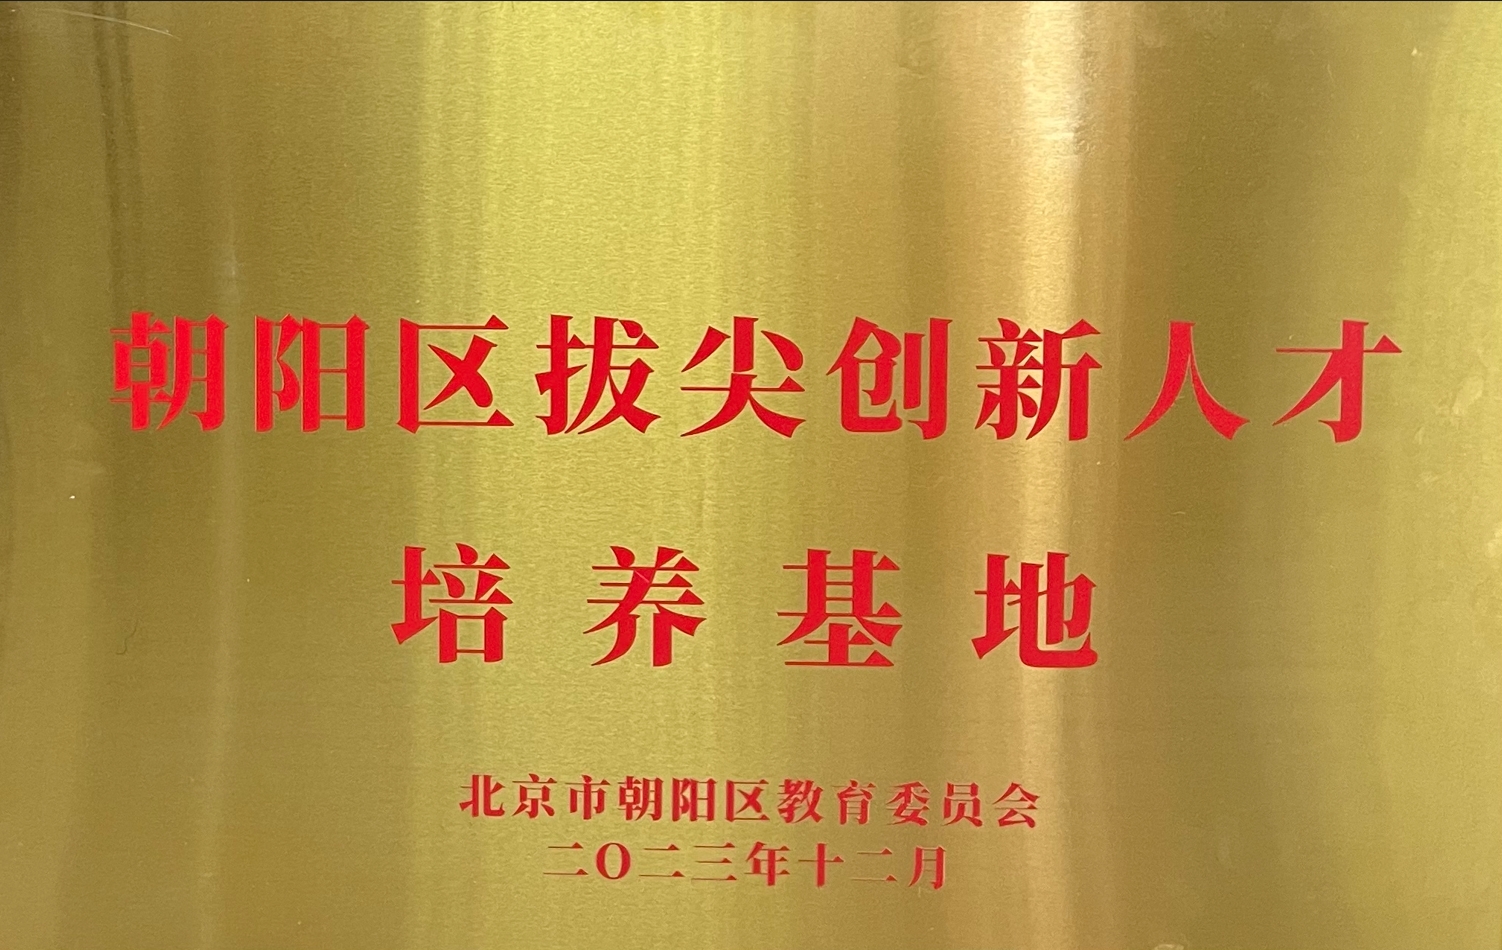 朝阳区拔尖创新人才
培养基地
北京市朝阳区教育委员会
二〇二三年十二月